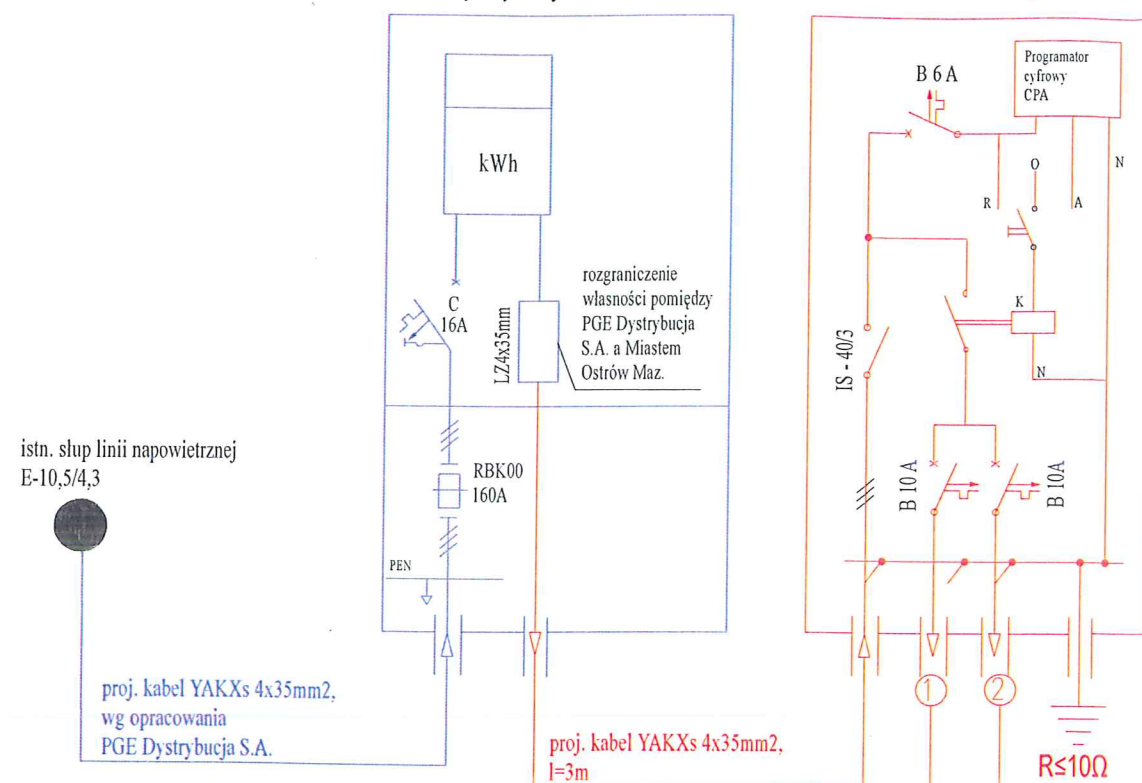 kWh
C
16A
LZ4x35mm
rozgraniczenie
własności pomiędzy
PGE Dystrybucja
S.A. a Miastem
Ostrów Maz.
RBK00
160A
PEN
istn. słup linii napowietrznej
E-10,5/4,3
proj. kabel YAKXs 4x35mm2,
wg opracowania
PGE Dystrybucja S.A.
proj. kabel YAKXs 4x35mm2,
l=3m
B 6 A
Programator
cyfrowy
CPA
R
O
A
N
K
N
IS - 40/3
B 10 A
B 10A
1
2
R≤10Ω